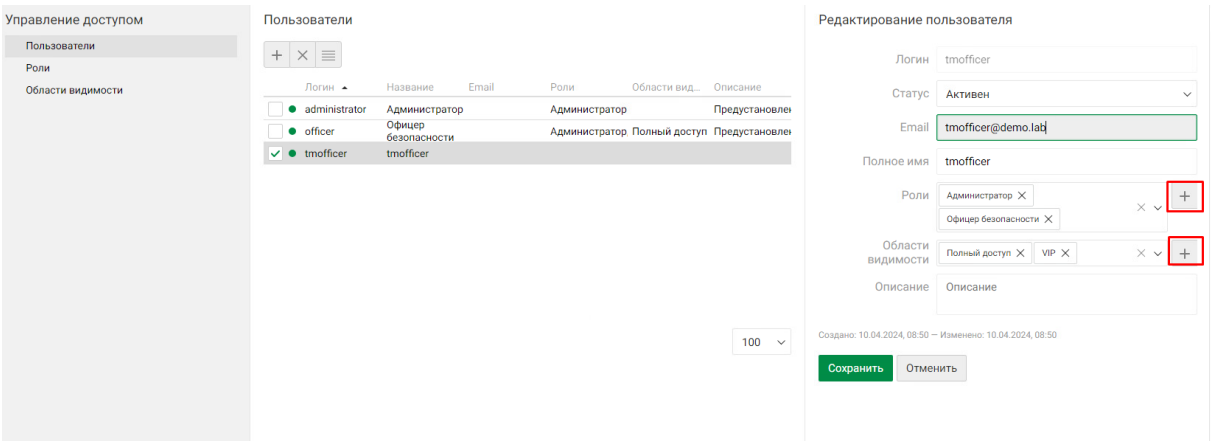 Управление доступом
Пользователи
Роли
Области видимости
Пользователи
Логин Название Email Роли Области вид... Описание
administrator Администратор Администратор Предустановлен
officer Офицер безопасности Администратор Полный доступ Предустановлен
tmofficer tmofficer
100
Редактирование пользователя
Логин tmofficer
Статус Активен
Email tmofficer@demo.lab
Полное имя tmofficer
Роли Администратор
Офицер безопасности
Области видимости Полный доступ VIP
Описание Описание
Создано: 10.04.2024, 08:50 — Изменено: 10.04.2024, 08:50
Сохранить Отменить